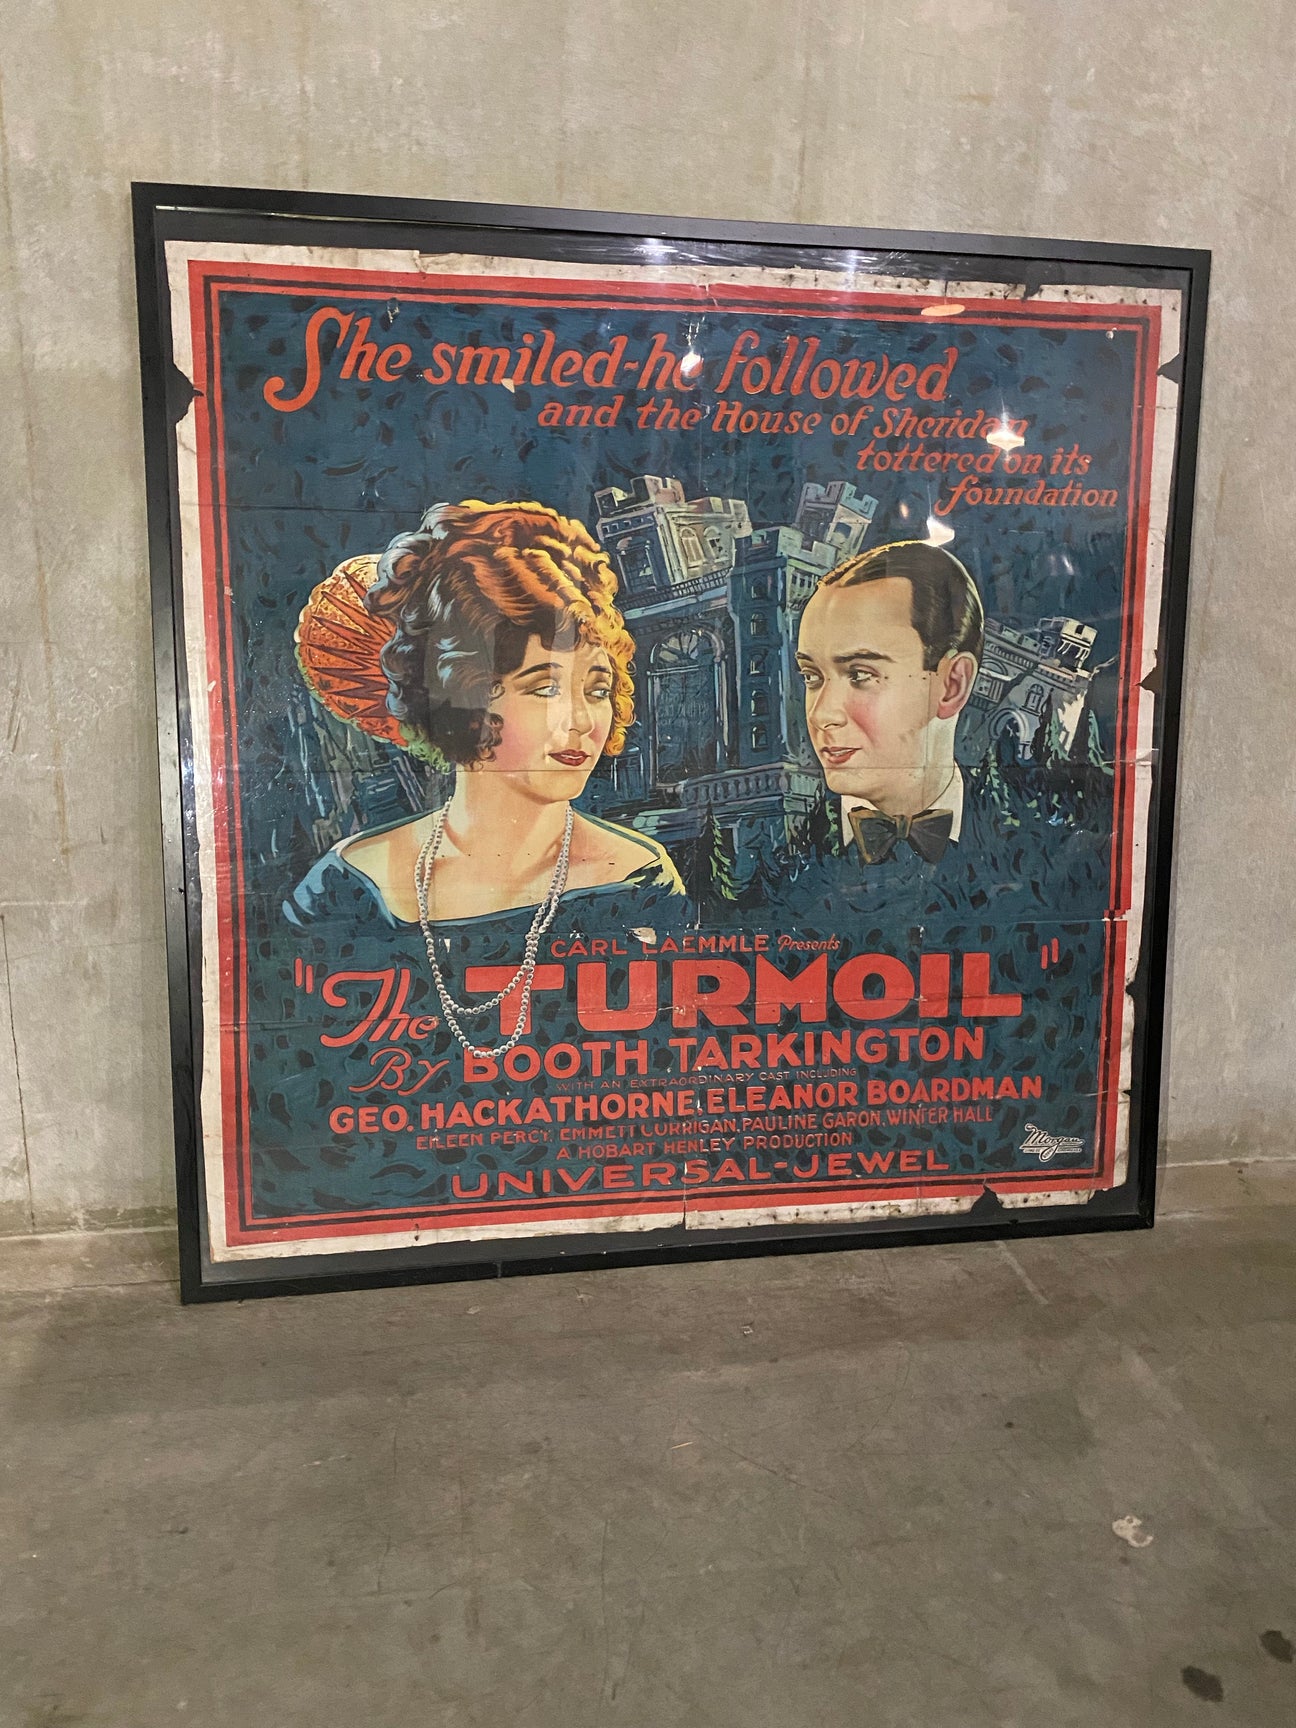 She smiled-he followed
and the House of Sheridan
tottered on its
foundation
CARL LAEMMLE Presents
"The TURMOIL"
By BOOTH TARKINGTON
WITH AN EXTRAORDINARY CAST INCLUDING
GEO. HACKATHORNE, ELEANOR BOARDMAN
EILEEN PERCY, EMMETT CORRIGAN, PAULINE GARON, WINTER HALL
A HOBART HENLEY PRODUCTION
UNIVERSAL-JEWEL
Morgan